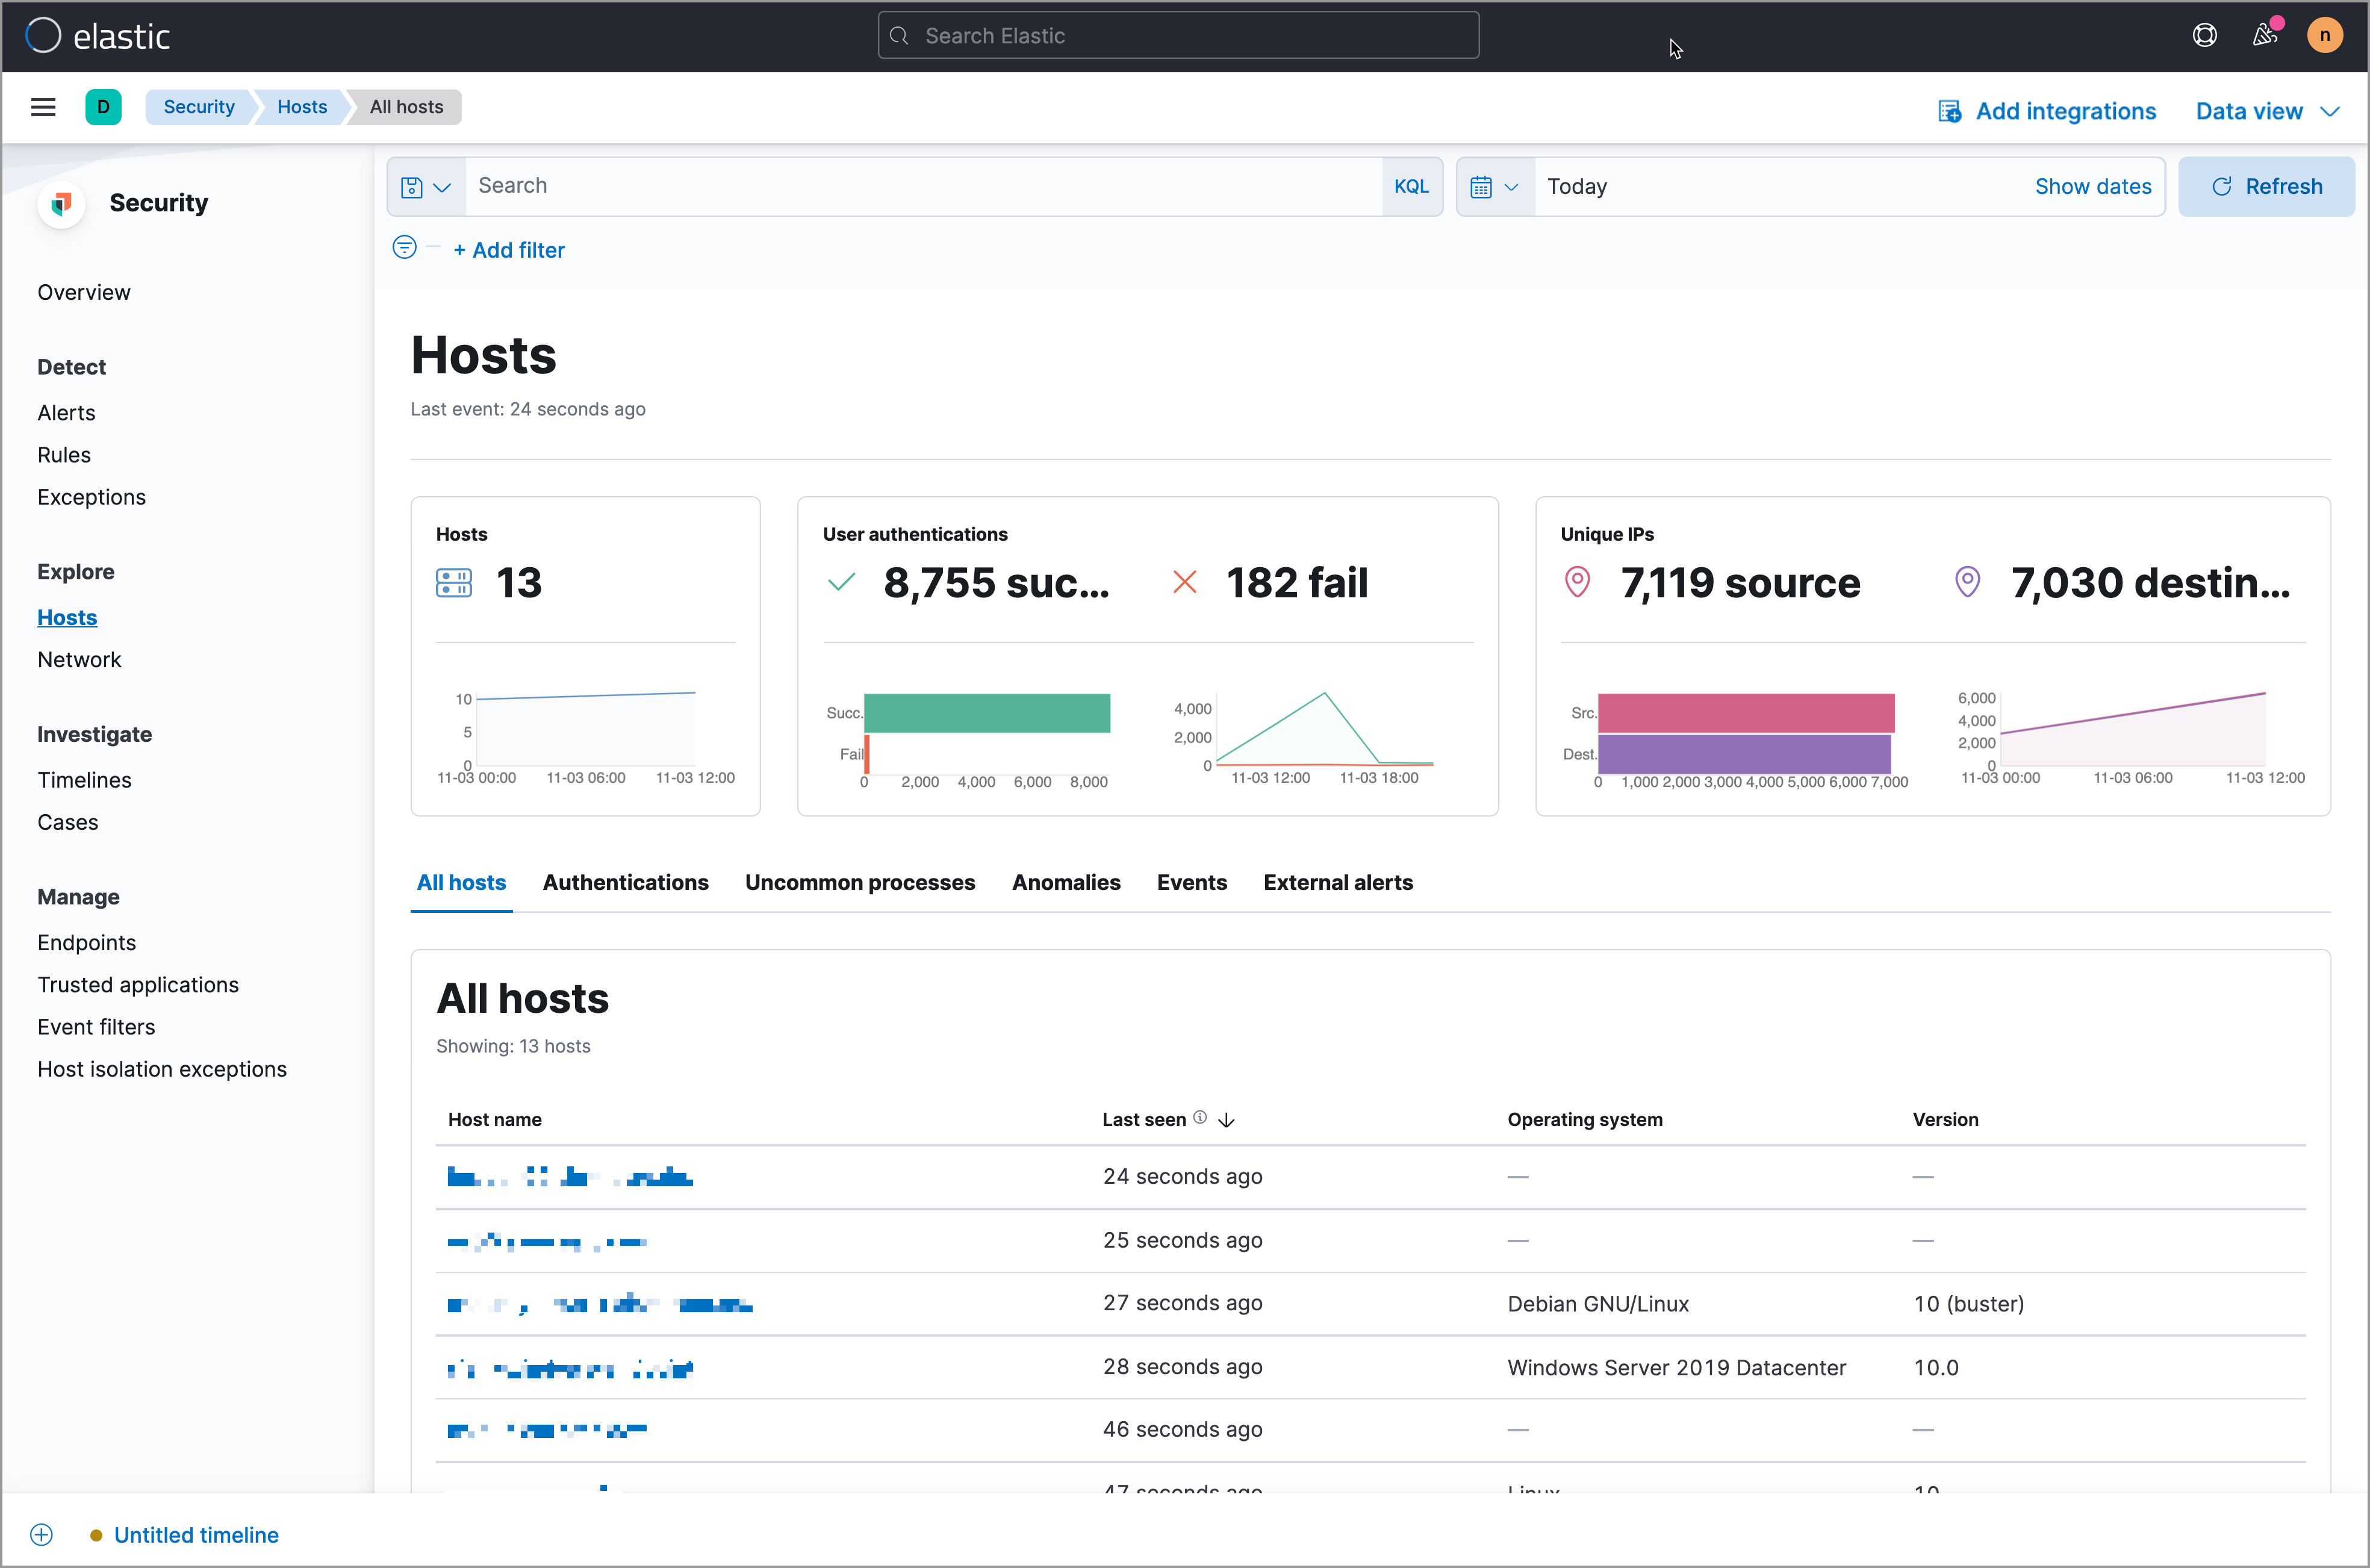 elastic
Search Elastic
n
D
Security
Hosts
All hosts
Add integrations
Data view
Security
Search
KQL
Today
Show dates
Refresh
+ Add filter
Overview
Detect
Alerts
Rules
Exceptions
Explore
Hosts
Network
Investigate
Timelines
Cases
Manage
Endpoints
Trusted applications
Event filters
Host isolation exceptions
Hosts
Last event: 24 seconds ago
Hosts
13
10
5
0
11-03 00:00 11-03 06:00 11-03 12:00
User authentications
8,755 suc...
182 fail
Succ.
Fail
0 2,000 4,000 6,000 8,000
4,000
2,000
0
11-03 12:00 11-03 18:00
Unique IPs
7,119 source
7,030 destin...
Src.
Dest.
0 1,000 2,000 3,000 4,000 5,000 6,000 7,000
6,000
4,000
2,000
0
11-03 00:00 11-03 06:00 11-03 12:00
All hosts Authentications Uncommon processes Anomalies Events External alerts
All hosts
Showing: 13 hosts
Host name Last seen Operating system Version
24 seconds ago — —
25 seconds ago — —
27 seconds ago Debian GNU/Linux 10 (buster)
28 seconds ago Windows Server 2019 Datacenter 10.0
46 seconds ago — —
47 seconds ago Linux 10
Untitled timeline